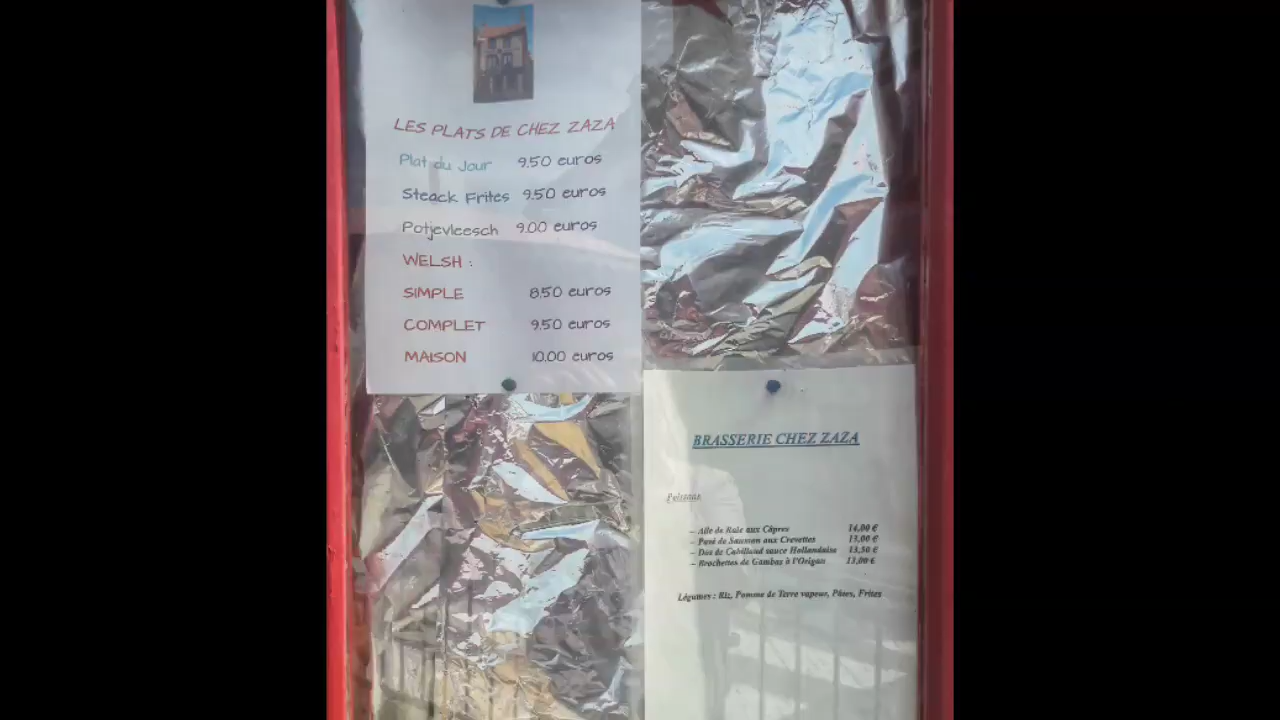 LES PLATS DE CHEZ ZAZA
Plat du Jour 9.50 euros
Steack Frites 9.50 euros
Potjevleesch 9.00 euros
WELSH :
SIMPLE 8.50 euros
COMPLET 9.50 euros
MAISON 10.00 euros
BRASSERIE CHEZ ZAZA
Poissons
– Aile de Raie aux Câpres 14,00 €
– Pavé de Saumon aux Crevettes 13,00 €
– Dos de Cabillaud sauce Hollandaise 13,50 €
– Brochettes de Gambas à l'Origan 13,00 €
Légumes : Riz, Pomme de Terre vapeur, Pâtes, Frites